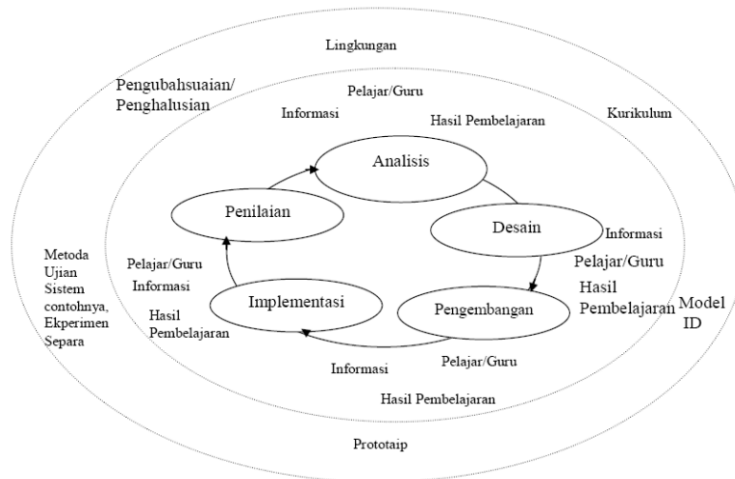 Lingkungan
Pengubahsuaian/
Penghalusian
Pelajar/Guru
Informasi
Kurikulum
Hasil Pembelajaran
Analisis
Penilaian
Desain
Informasi
Metoda
Ujian
Sistem
contohnya,
Ekperimen
Separa
Pelajar/Guru
Informasi
Pelajar/Guru
Hasil
Pembelajaran
Implementasi
Pengembangan
Model
ID
Hasil
Pembelajaran
Informasi
Pelajar/Guru
Hasil Pembelajaran
Prototaip